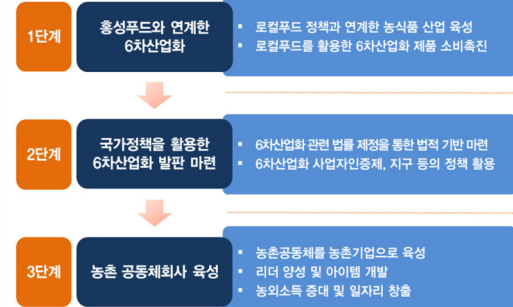 1단계
홍성푸드와 연계한
6차산업화
▪ 로컬푸드 정책과 연계한 농식품 산업 육성
▪ 로컬푸드를 활용한 6차산업화 제품 소비촉진
2단계
국가정책을 활용한
6차산업화 발판 마련
▪ 6차산업화 관련 법률 제정을 통한 법적 기반 마련
▪ 6차산업화 사업자인증제, 지구 등의 정책 활용
3단계
농촌 공동체회사 육성
▪ 농촌공동체를 농촌기업으로 육성
▪ 리더 양성 및 아이템 개발
▪ 농외소득 증대 및 일자리 창출